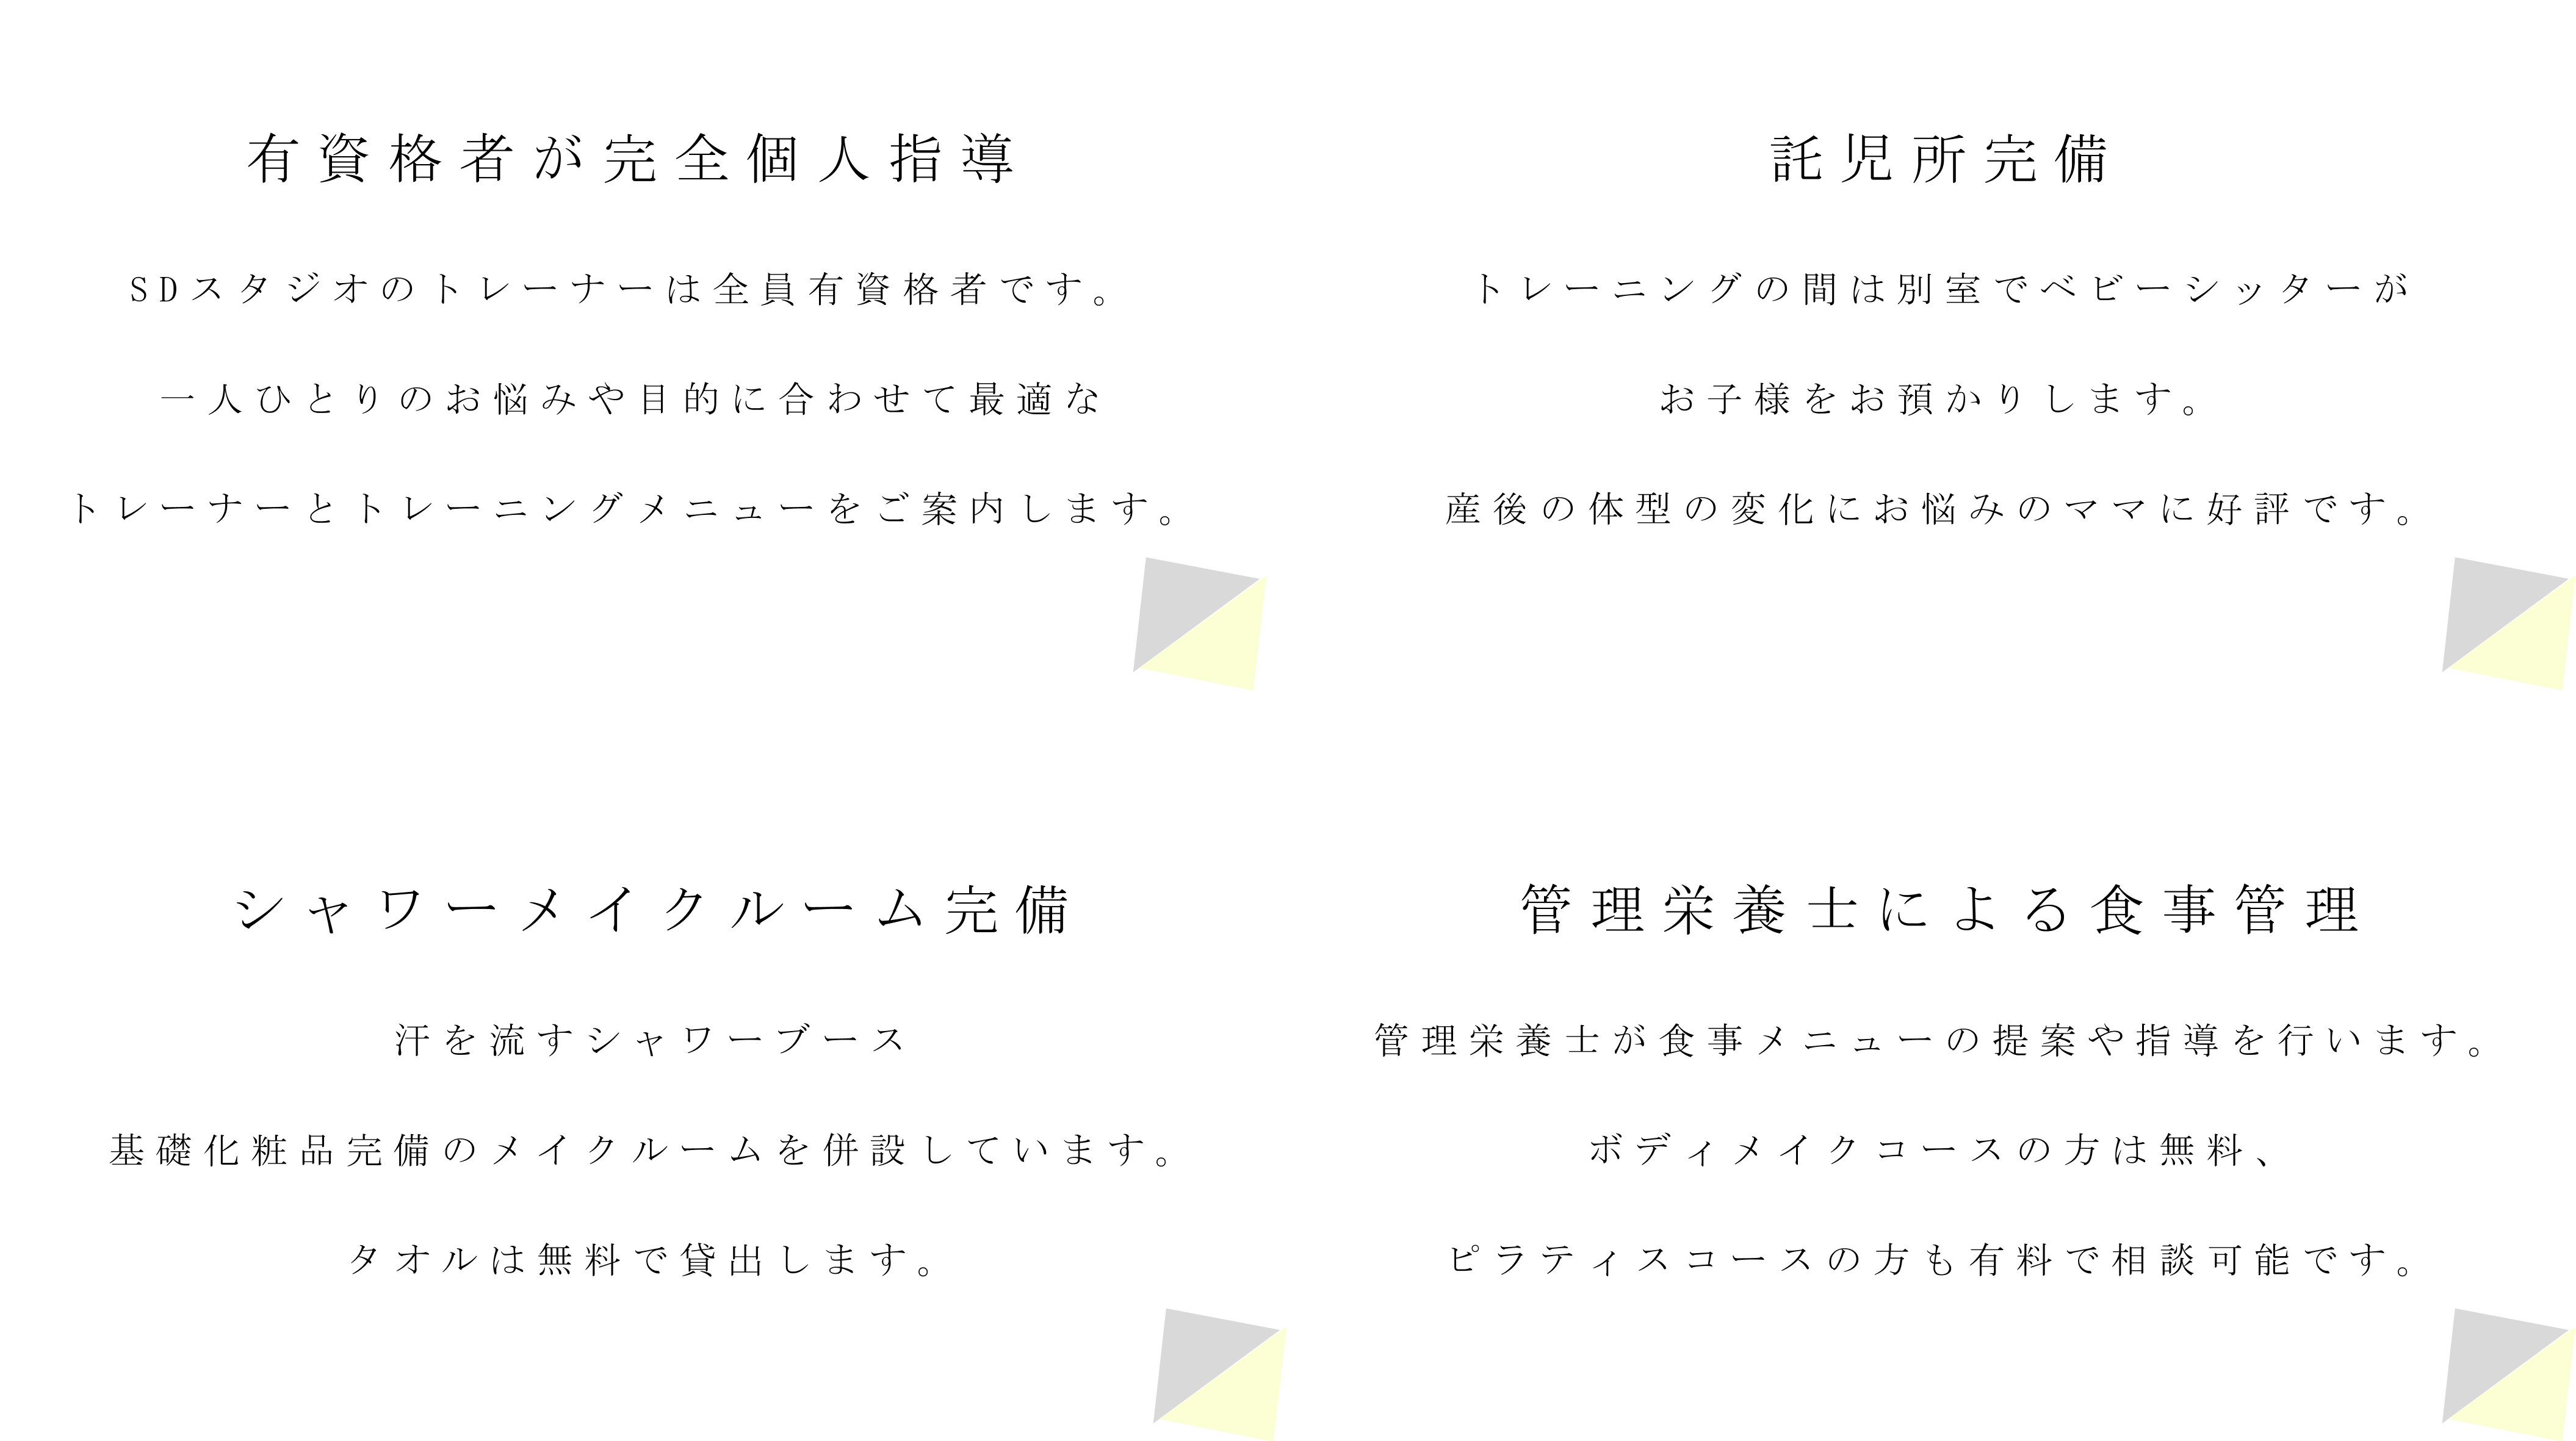 有資格者が完全個人指導
SDスタジオのトレーナーは全員有資格者です。
一人ひとりのお悩みや目的に合わせて最適な
トレーナーとトレーニングメニューをご案内します。
託児所完備
トレーニングの間は別室でベビーシッターが
お子様をお預かりします。
産後の体型の変化にお悩みのママに好評です。
シャワーメイクルーム完備
汗を流すシャワーブース
基礎化粧品完備のメイクルームを併設しています。
タオルは無料で貸出します。
管理栄養士による食事管理
管理栄養士が食事メニューの提案や指導を行います。
ボディメイクコースの方は無料、
ピラティスコースの方も有料で相談可能です。